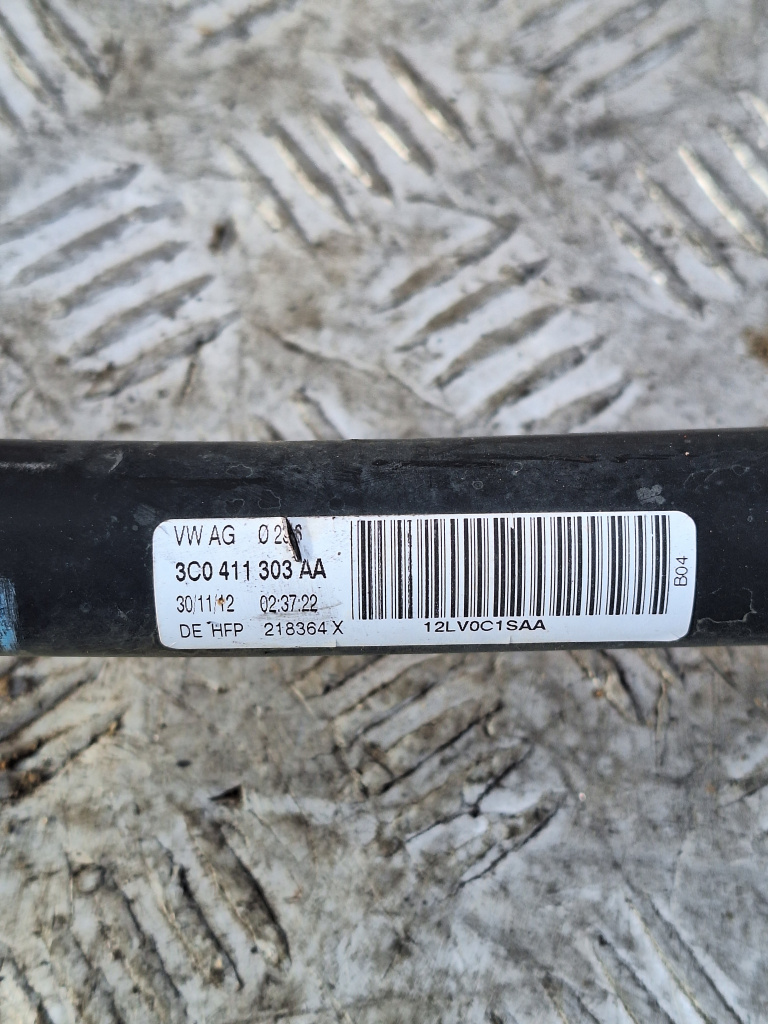 VW AG
3C0 411 303 AA
30/11/12 02:37:22
DE HFP 218364 X
12LV0C1SAA
B04